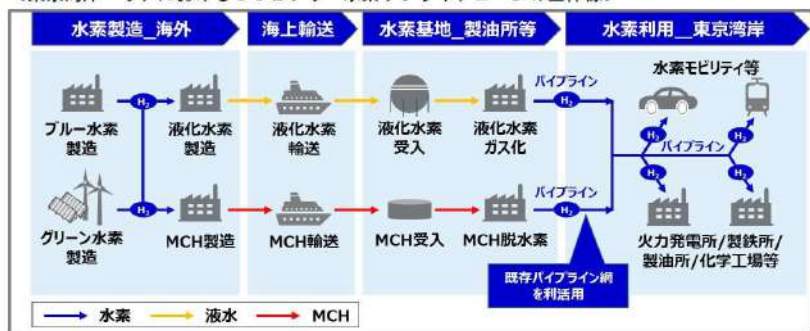 水素製造_海外
海上輸送
水素基地_製油所等
水素利用__東京湾岸
H₂
ブルー水素
製造
液化水素
製造
液化水素
輸送
液化水素
受入
液化水素
ガス化
パイプライン
H₂
水素モビリティ等
H₂
パイプライン
H₂
H₂
H₂
グリーン水素
製造
H₂
MCH製造
MCH輸送
MCH受入
MCH脱水素
パイプライン
H₂
火力発電所/製鉄所/
製油所/化学工場等
既存パイプライン網
を利活用
水素
液水
MCH